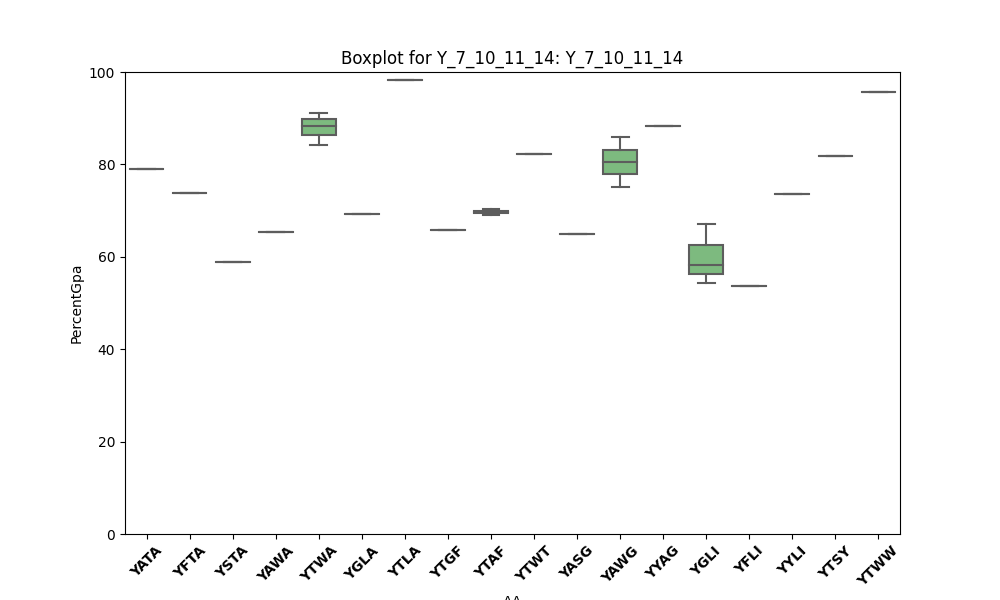 Boxplot for Y_7_10_11_14: Y_7_10_11_14
100
80
60
40
20
0
PercentGpa
YATA YFTA YSTA YAWA YTWA YGLA YTLA YTGF YTAF YTWT YASG YAWG YYAG YGLI YFLI YYLI YTSY YTWW